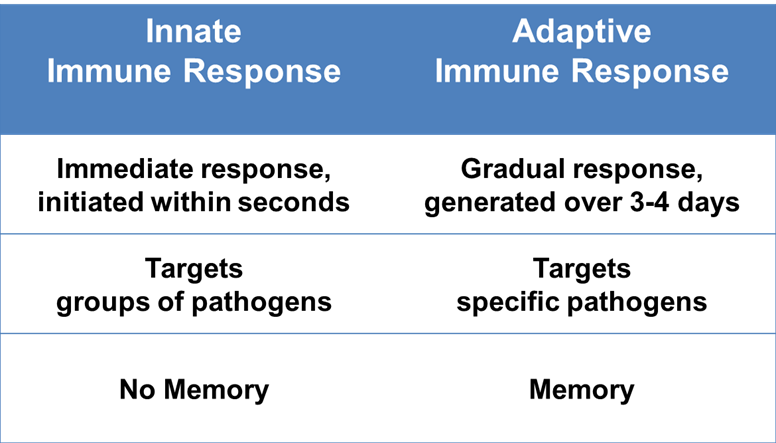 Innate
Immune Response
Adaptive
Immune Response
Immediate response,
initiated within seconds
Gradual response,
generated over 3-4 days
Targets
groups of pathogens
Targets
specific pathogens
No Memory
Memory